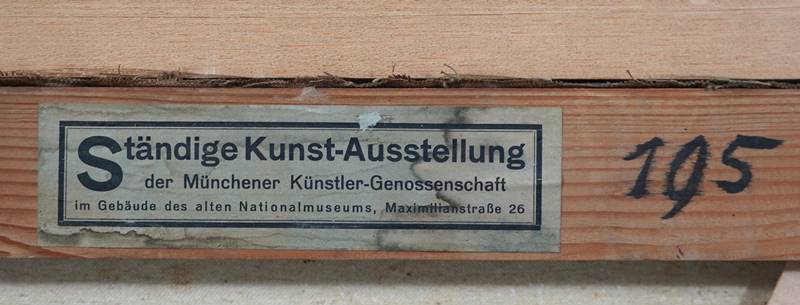 Ständige Kunst-Ausstellung
der Münchener Künstler-Genossenschaft
im Gebäude des alten Nationalmuseums, Maximilianstraße 26
195